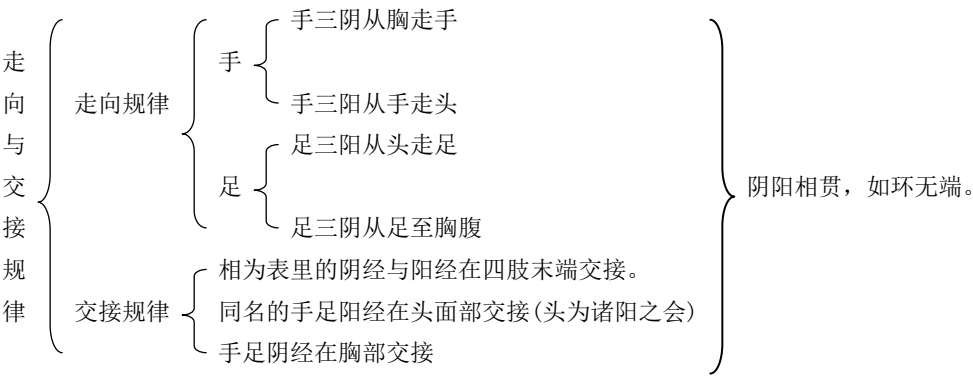 走向与交接规律
走向规律
手
手三阴从胸走手
手三阳从手走头
足
足三阳从头走足
足三阴从足至胸腹
交接规律
相为表里的阴经与阳经在四肢末端交接。
同名的手足阳经在头面部交接(头为诸阳之会)
手足阴经在胸部交接
阴阳相贯，如环无端。